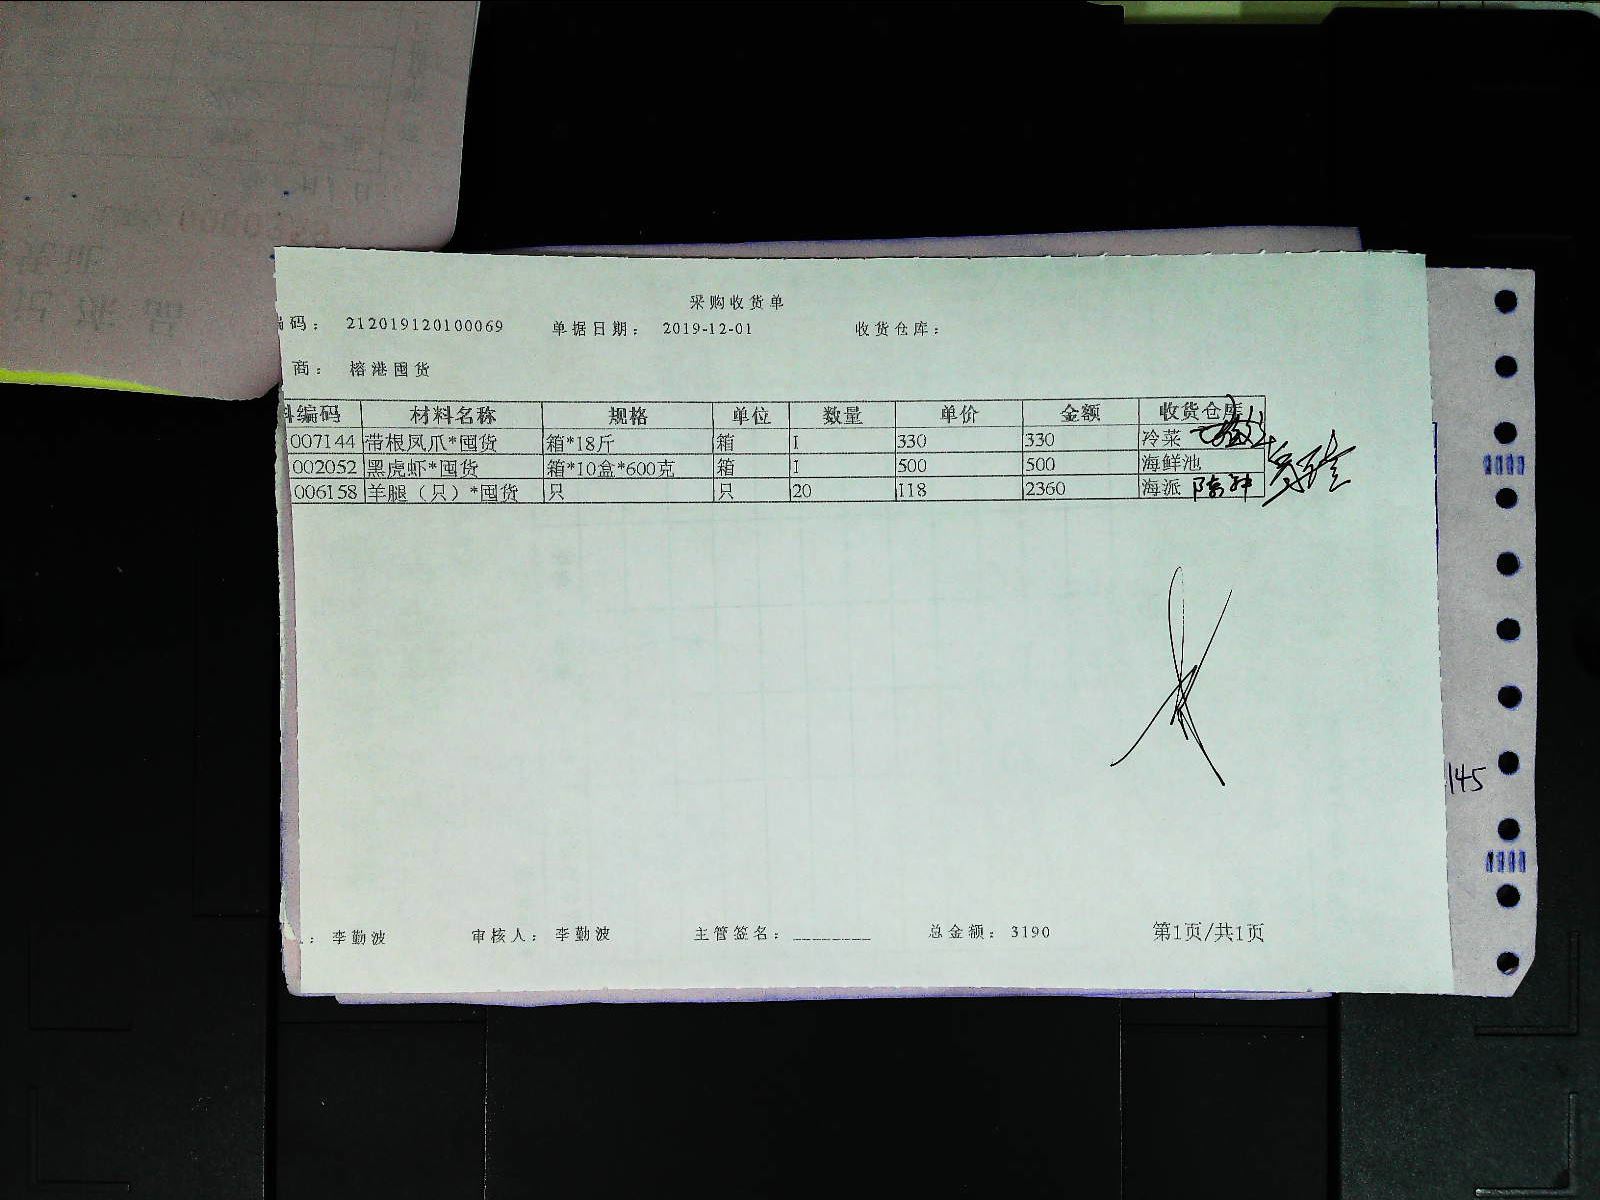 采购收货单
码： 212019120100069 单据日期： 2019-12-01 收货仓库：
商： 榕港囤货
料编码 材料名称 规格 单位 数量 单价 金额 收货仓库
007144 带根凤爪*囤货 箱*18斤 箱 1 330 330 冷菜
002052 黑虎虾*囤货 箱*10盒*600克 箱 1 500 500 海鲜池
006158 羊腿（只）*囤货 只 只 20 118 2360 海派
145
：李勤波 审核人：李勤波 主管签名：________ 总金额：3190 第1页/共1页